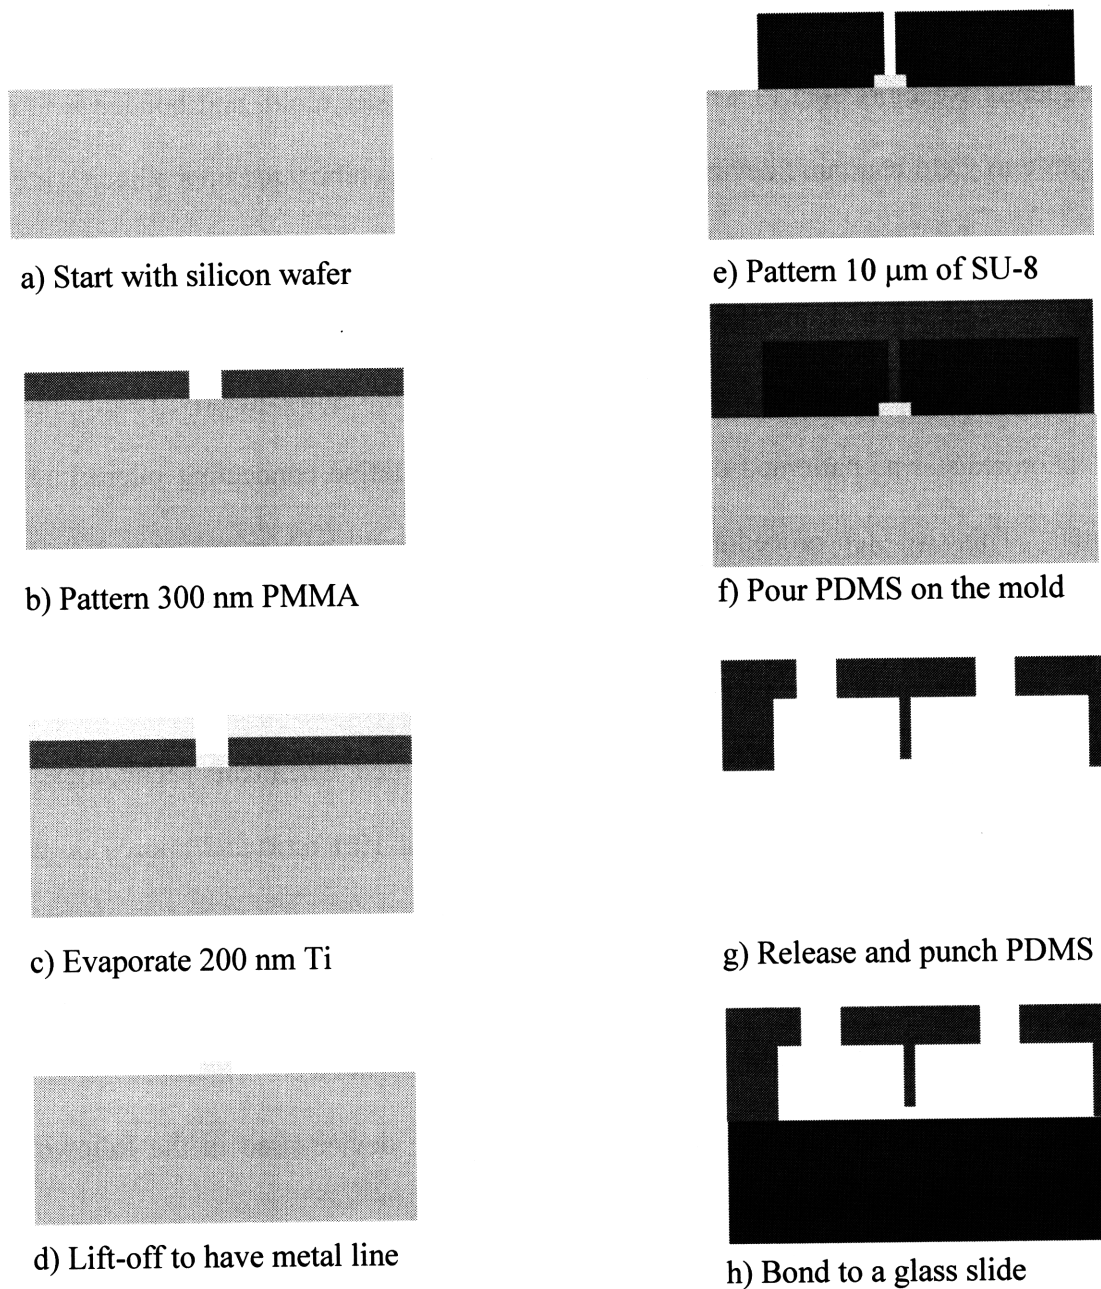 a) Start with silicon wafer
b) Pattern 300 nm PMMA
c) Evaporate 200 nm Ti
d) Lift-off to have metal line
e) Pattern 10 μm of SU-8
f) Pour PDMS on the mold
g) Release and punch PDMS
h) Bond to a glass slide